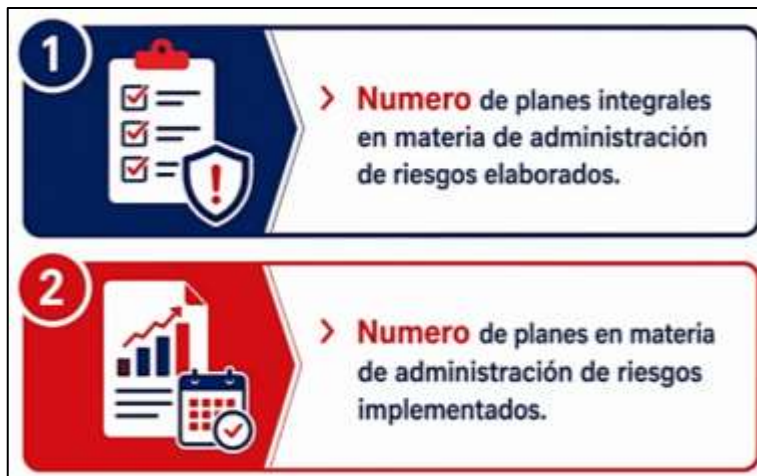 1
> Numero de planes integrales
en materia de administración
de riesgos elaborados.
2
> Numero de planes en materia
de administración de riesgos
implementados.